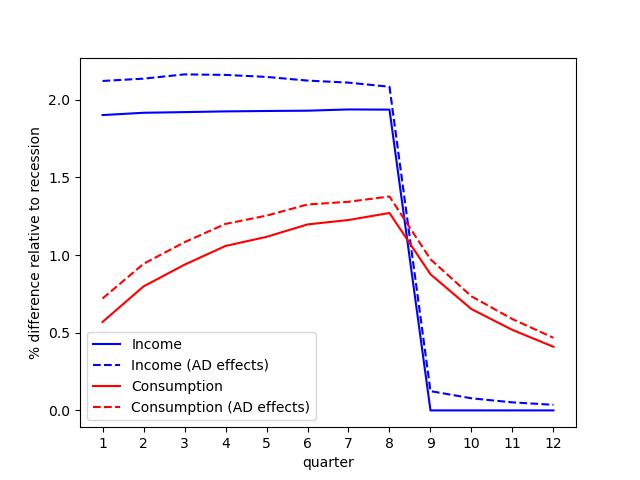 2.0
1.5
1.0
0.5
0.0
% difference relative to recession
Income
Income (AD effects)
Consumption
Consumption (AD effects)
1 2 3 4 5 6 7 8 9 10 11 12
quarter